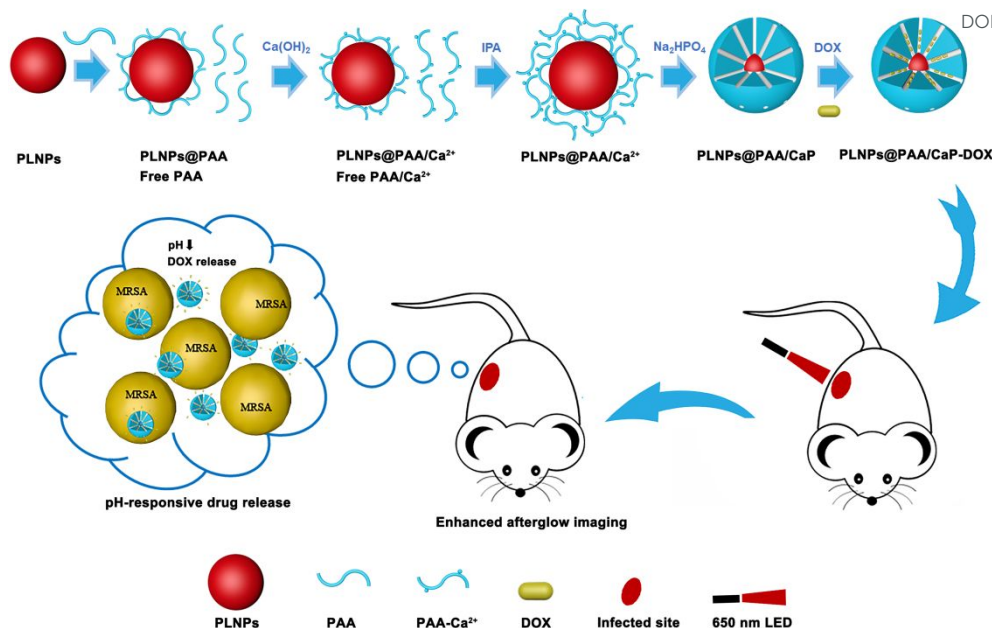 DOI
Ca(OH)₂
IPA
Na₂HPO₄
DOX
PLNPs
PLNPs@PAA
Free PAA
PLNPs@PAA/Ca²⁺
Free PAA/Ca²⁺
PLNPs@PAA/Ca²⁺
PLNPs@PAA/CaP
PLNPs@PAA/CaP-DOX
pH⬇
DOX release
MRSA
MRSA
MRSA
MRSA
MRSA
pH-responsive drug release
Enhanced afterglow imaging
PLNPs
PAA
PAA-Ca²⁺
DOX
Infected site
650 nm LED